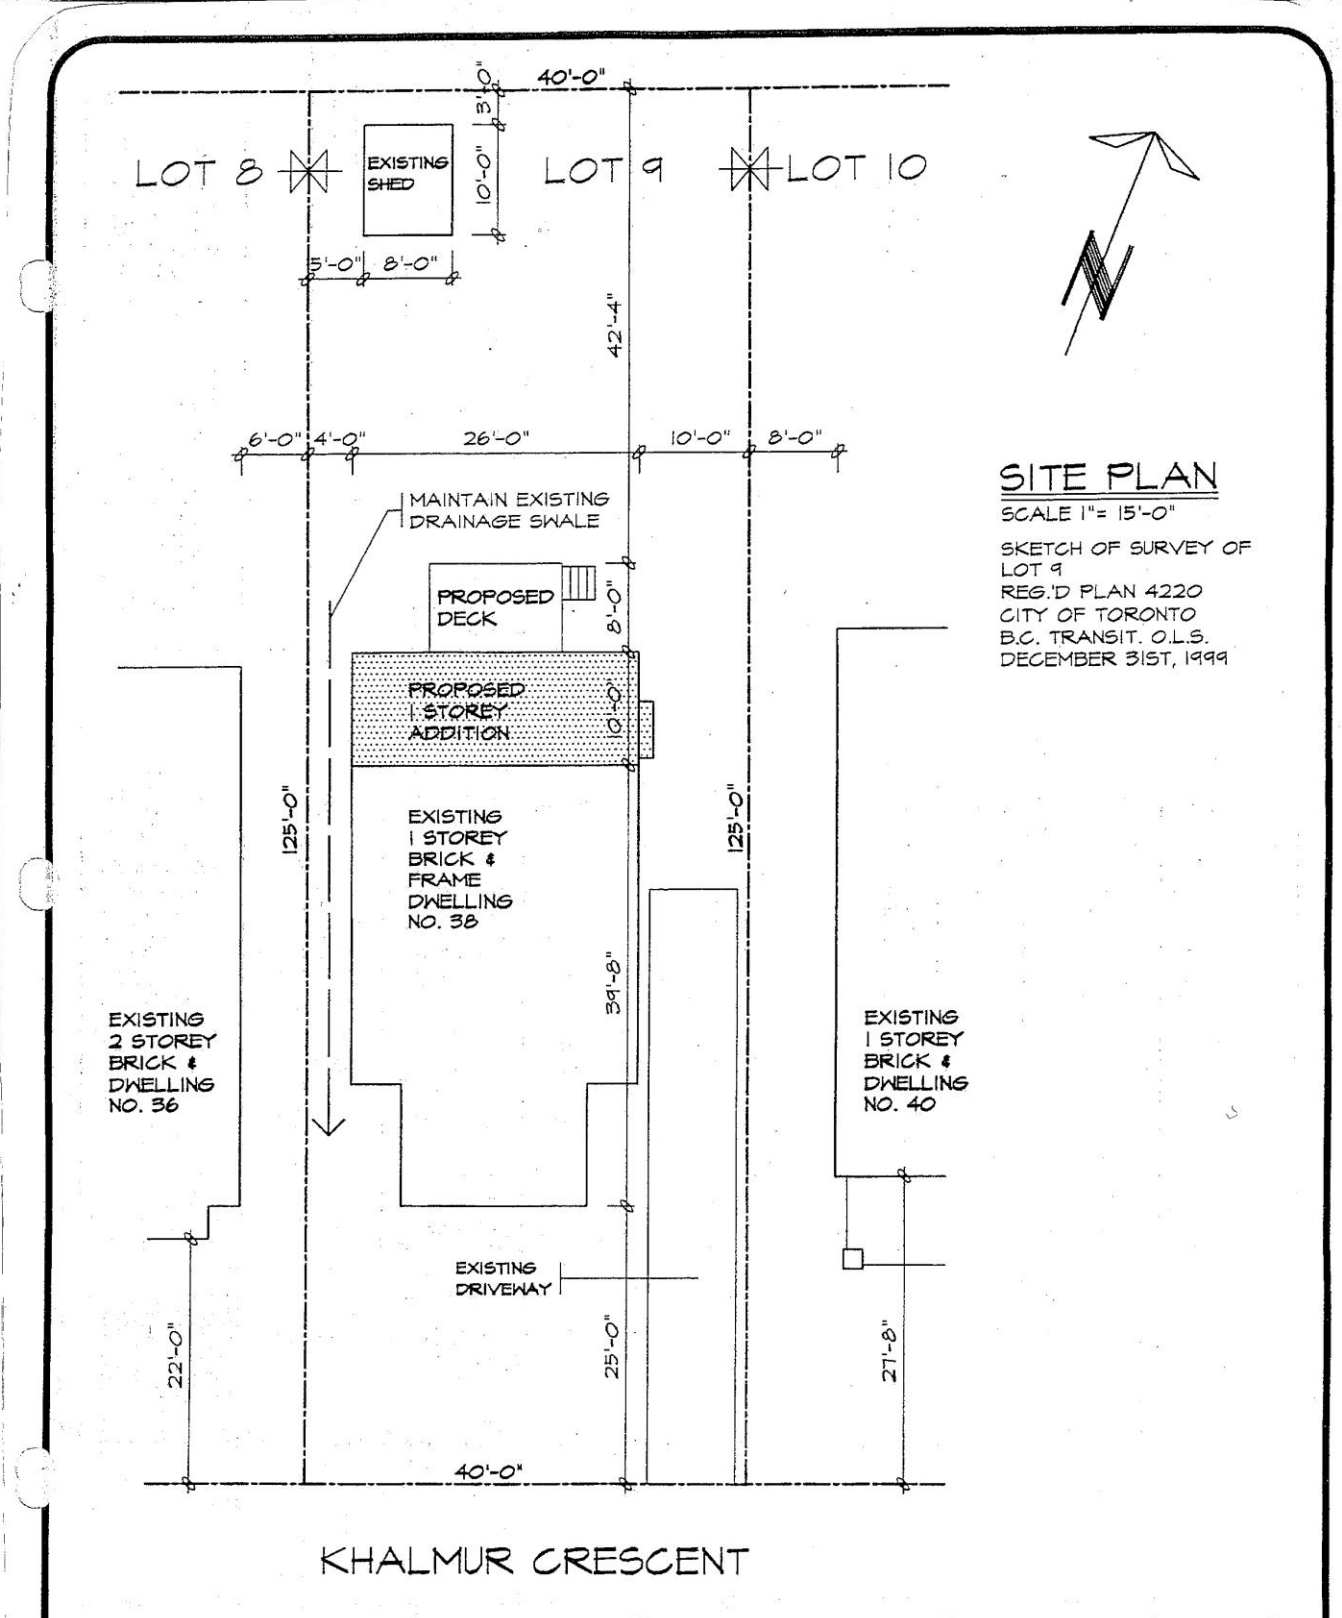 40'-0"
3'-0"
LOT 8
EXISTING
SHED
10'-0"
LOT 9
LOT 10
5'-0" 8'-0"
42'-4"
N
6'-0" 4'-0" 26'-0" 10'-0" 8'-0"
SITE PLAN
SCALE 1"= 15'-0"
SKETCH OF SURVEY OF
LOT 9
REG.'D PLAN 4220
CITY OF TORONTO
B.C. TRANSIT. O.L.S.
DECEMBER 31ST, 1999
MAINTAIN EXISTING
DRAINAGE SWALE
PROPOSED
DECK
8'-0"
PROPOSED
1 STOREY
ADDITION
10'-0"
125'-0"
125'-0"
EXISTING
1 STOREY
BRICK &
FRAME
DWELLING
NO. 38
39'-8"
EXISTING
2 STOREY
BRICK &
DWELLING
NO. 36
EXISTING
1 STOREY
BRICK &
DWELLING
NO. 40
EXISTING
DRIVEWAY
22'-0"
25'-0"
27'-8"
40'-0"
KHALMUR CRESCENT